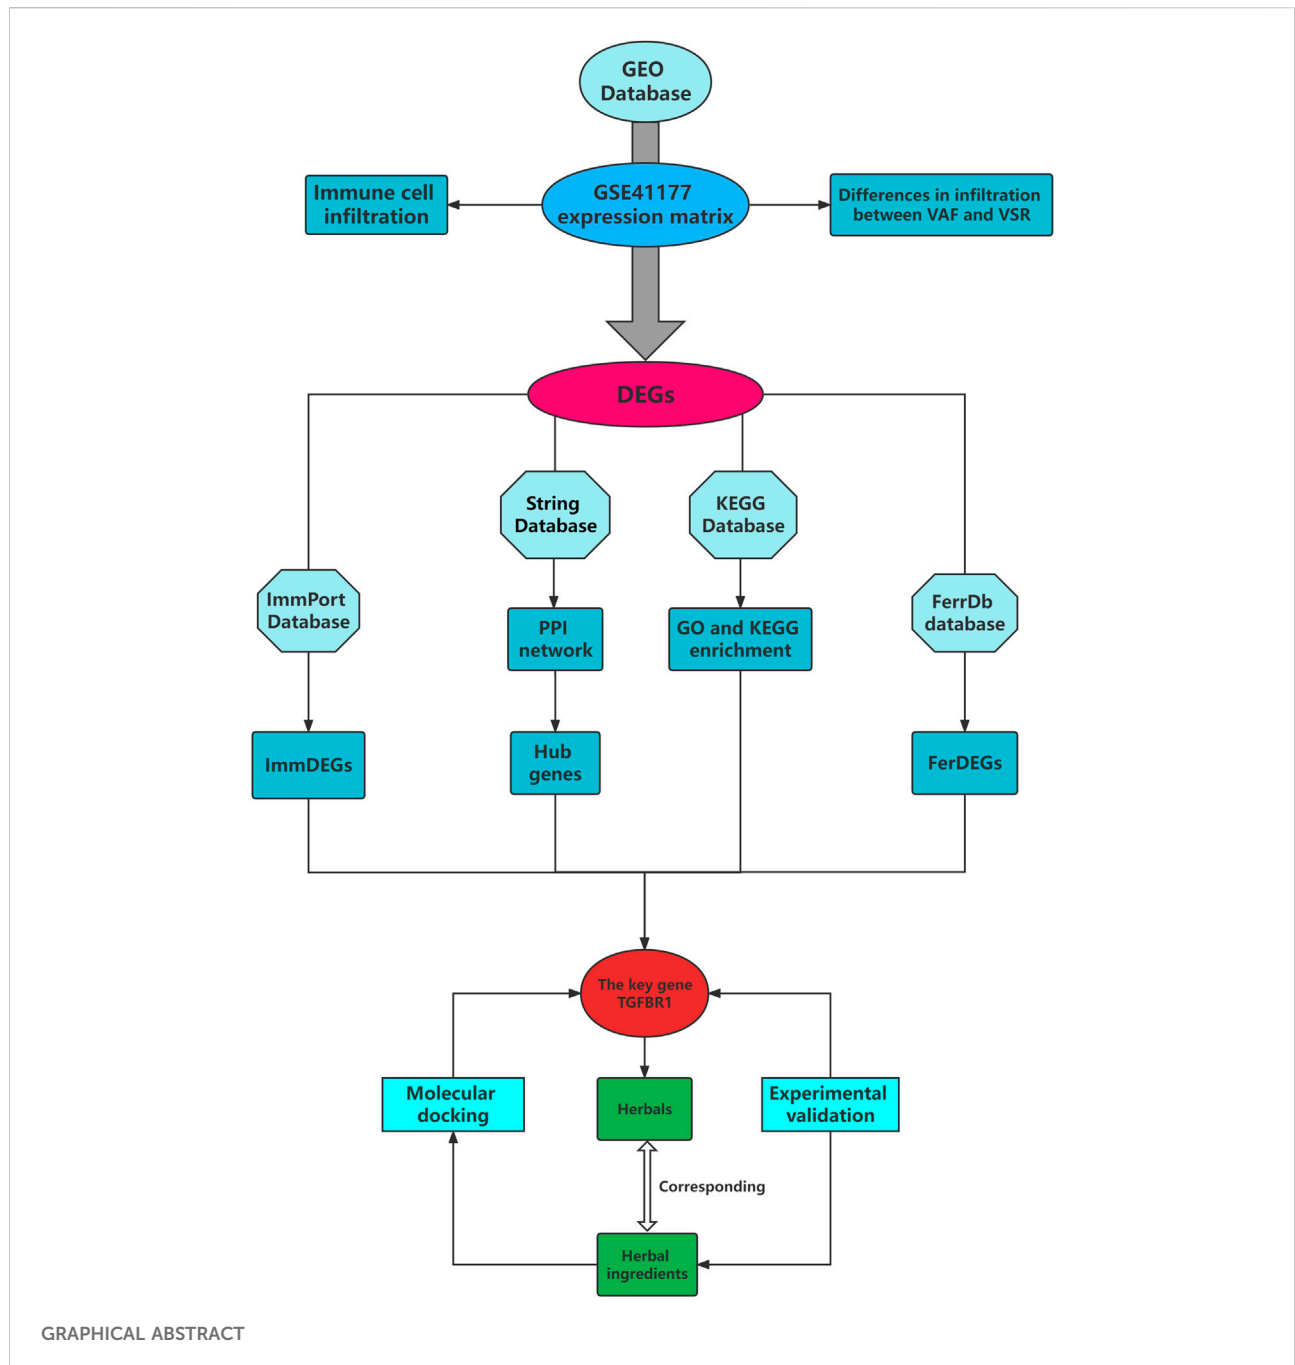 GEO
Database
Immune cell
infiltration
GSE41177
expression matrix
Differences in infiltration
between VAF and VSR
DEGs
String
Database
KEGG
Database
ImmPort
Database
FerrDb
database
PPI
network
GO and KEGG
enrichment
ImmDEGs
Hub
genes
FerDEGs
The key gene
TGFBR1
Molecular
docking
Herbals
Experimental
validation
Corresponding
Herbal
ingredients
GRAPHICAL ABSTRACT